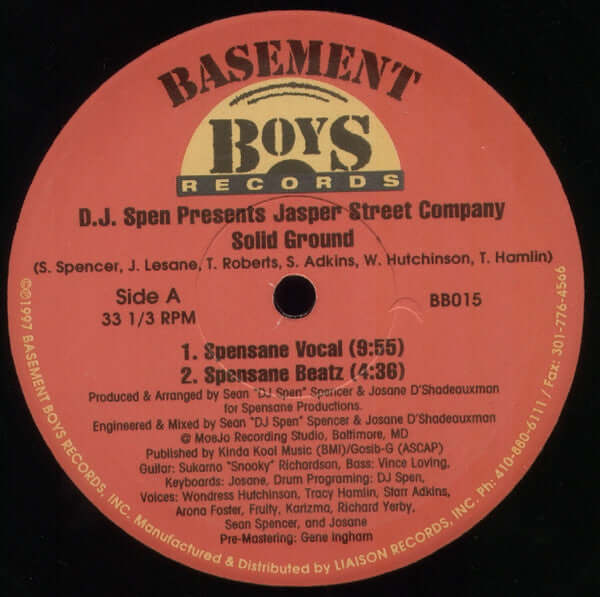 BASEMENT
BOYS
RECORDS
D.J. Spen Presents Jasper Street Company
Solid Ground
(S. Spencer, J. Lesane, T. Roberts, S. Adkins, W. Hutchinson, T. Hamlin)
Side A
33 1/3 RPM
BB015
1. Spensane Vocal (9:55)
2. Spensane Beatz (4:36)
Produced & Arranged by Sean "DJ Spen" Spencer & Josane D'Shadeauxman
for Spensane Productions.
Engineered & Mixed by Sean "DJ Spen" Spencer & Josane D'Shadeauxman
@ MoeJo Recording Studio, Baltimore, MD
Published by Kinda Kool Music (BMI)/Gosib-G (ASCAP)
Guitar: Sukarno "Snooky" Richardson, Bass: Vince Loving,
Keyboards: Josane, Drum Programing: DJ Spen,
Voices: Wondress Hutchinson, Tracy Hamlin, Starr Adkins,
Arona Foster, Fruity, Karizma, Richard Yerby,
Sean Spencer, and Josane
Pre-Mastering: Gene Ingham
℗©1997 BASEMENT BOYS RECORDS, INC. Manufactured & Distributed by LIAISON RECORDS, INC. Ph: 410-880-6111 / Fax: 301-776-4566